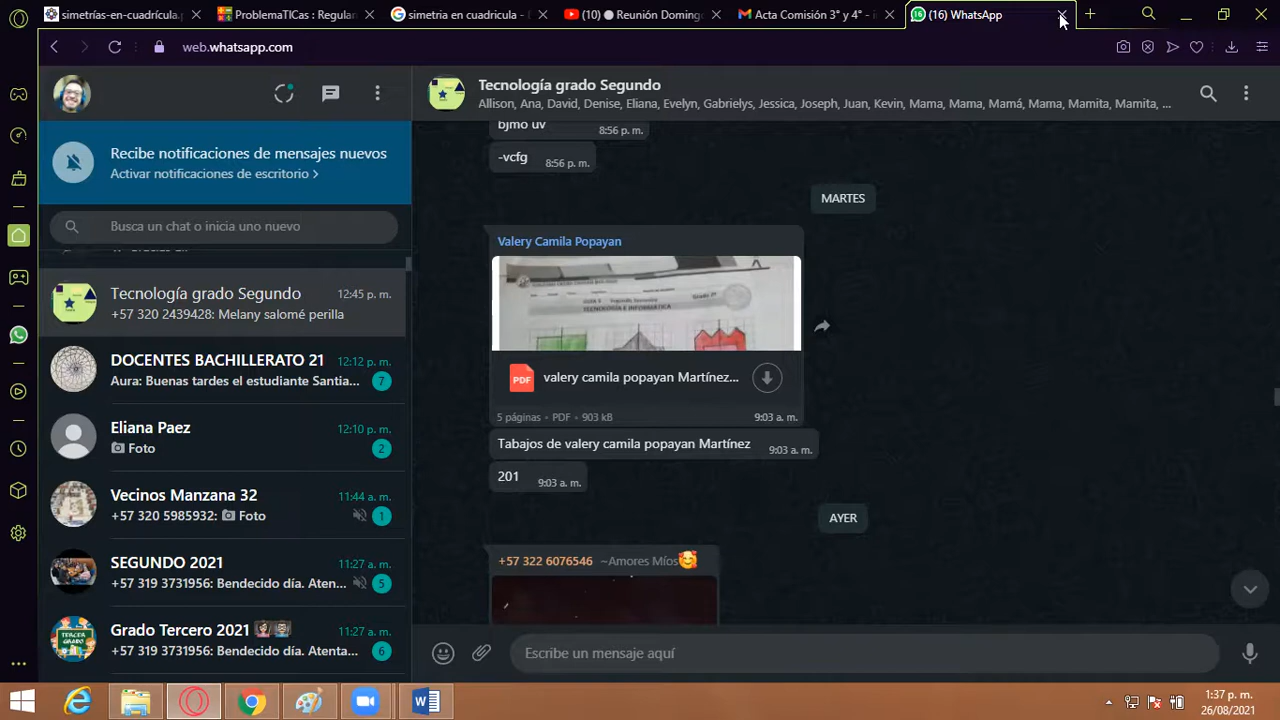 simetrías-en-cuadrícula.p
ProblemaTICas : Regular
simetria en cuadricula - B
(10) Reunión Doming
Acta Comisión 3° y 4° - i
(16) WhatsApp
web.whatsapp.com
Recibe notificaciones de mensajes nuevos
Activar notificaciones de escritorio >
Busca un chat o inicia uno nuevo
Tecnología grado Segundo 12:45 p. m.
+57 320 2439428: Melany salomé perilla
DOCENTES BACHILLERATO 21 12:12 p. m.
Aura: Buenas tardes el estudiante Santia... 7
Eliana Paez 12:10 p. m.
Foto 2
Vecinos Manzana 32 11:44 a. m.
+57 320 5985932: Foto 1
SEGUNDO 2021 11:27 a. m.
+57 319 3731956: Bendecido día. Aten... 5
Grado Tercero 2021 11:27 a. m.
+57 319 3731956: Bendecido día. Atenta... 6
Tecnología grado Segundo
Allison, Ana, David, Denise, Eliana, Evelyn, Gabrielys, Jessica, Joseph, Juan, Kevin, Mama, Mama, Mamá, Mama, Mamita, Mamita, ...
bjmo uv 8:56 p. m.
-vcfg 8:56 p. m.
MARTES
Valery Camila Popayan
TECNOLOGÍA E INFORMÁTICA
PDF valery camila popayan Martínez...
5 páginas • PDF • 903 kB 9:03 a. m.
Tabajos de valery camila popayan Martínez 9:03 a. m.
201 9:03 a. m.
AYER
+57 322 6076546 ~Amores Míos🥰
Escribe un mensaje aquí
1:37 p. m.
26/08/2021